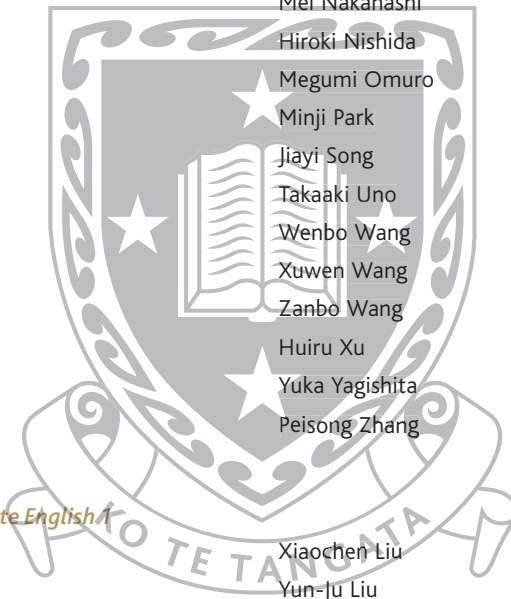 Mei Nakahashi
Hiroki Nishida
Megumi Omuro
Minji Park
Jiayi Song
Takaaki Uno
Wenbo Wang
Xuwen Wang
Zanbo Wang
Huiru Xu
Yuka Yagishita
Peisong Zhang
te English 1
KO TE TANGATA
Xiaochen Liu
Yun-Ju Liu